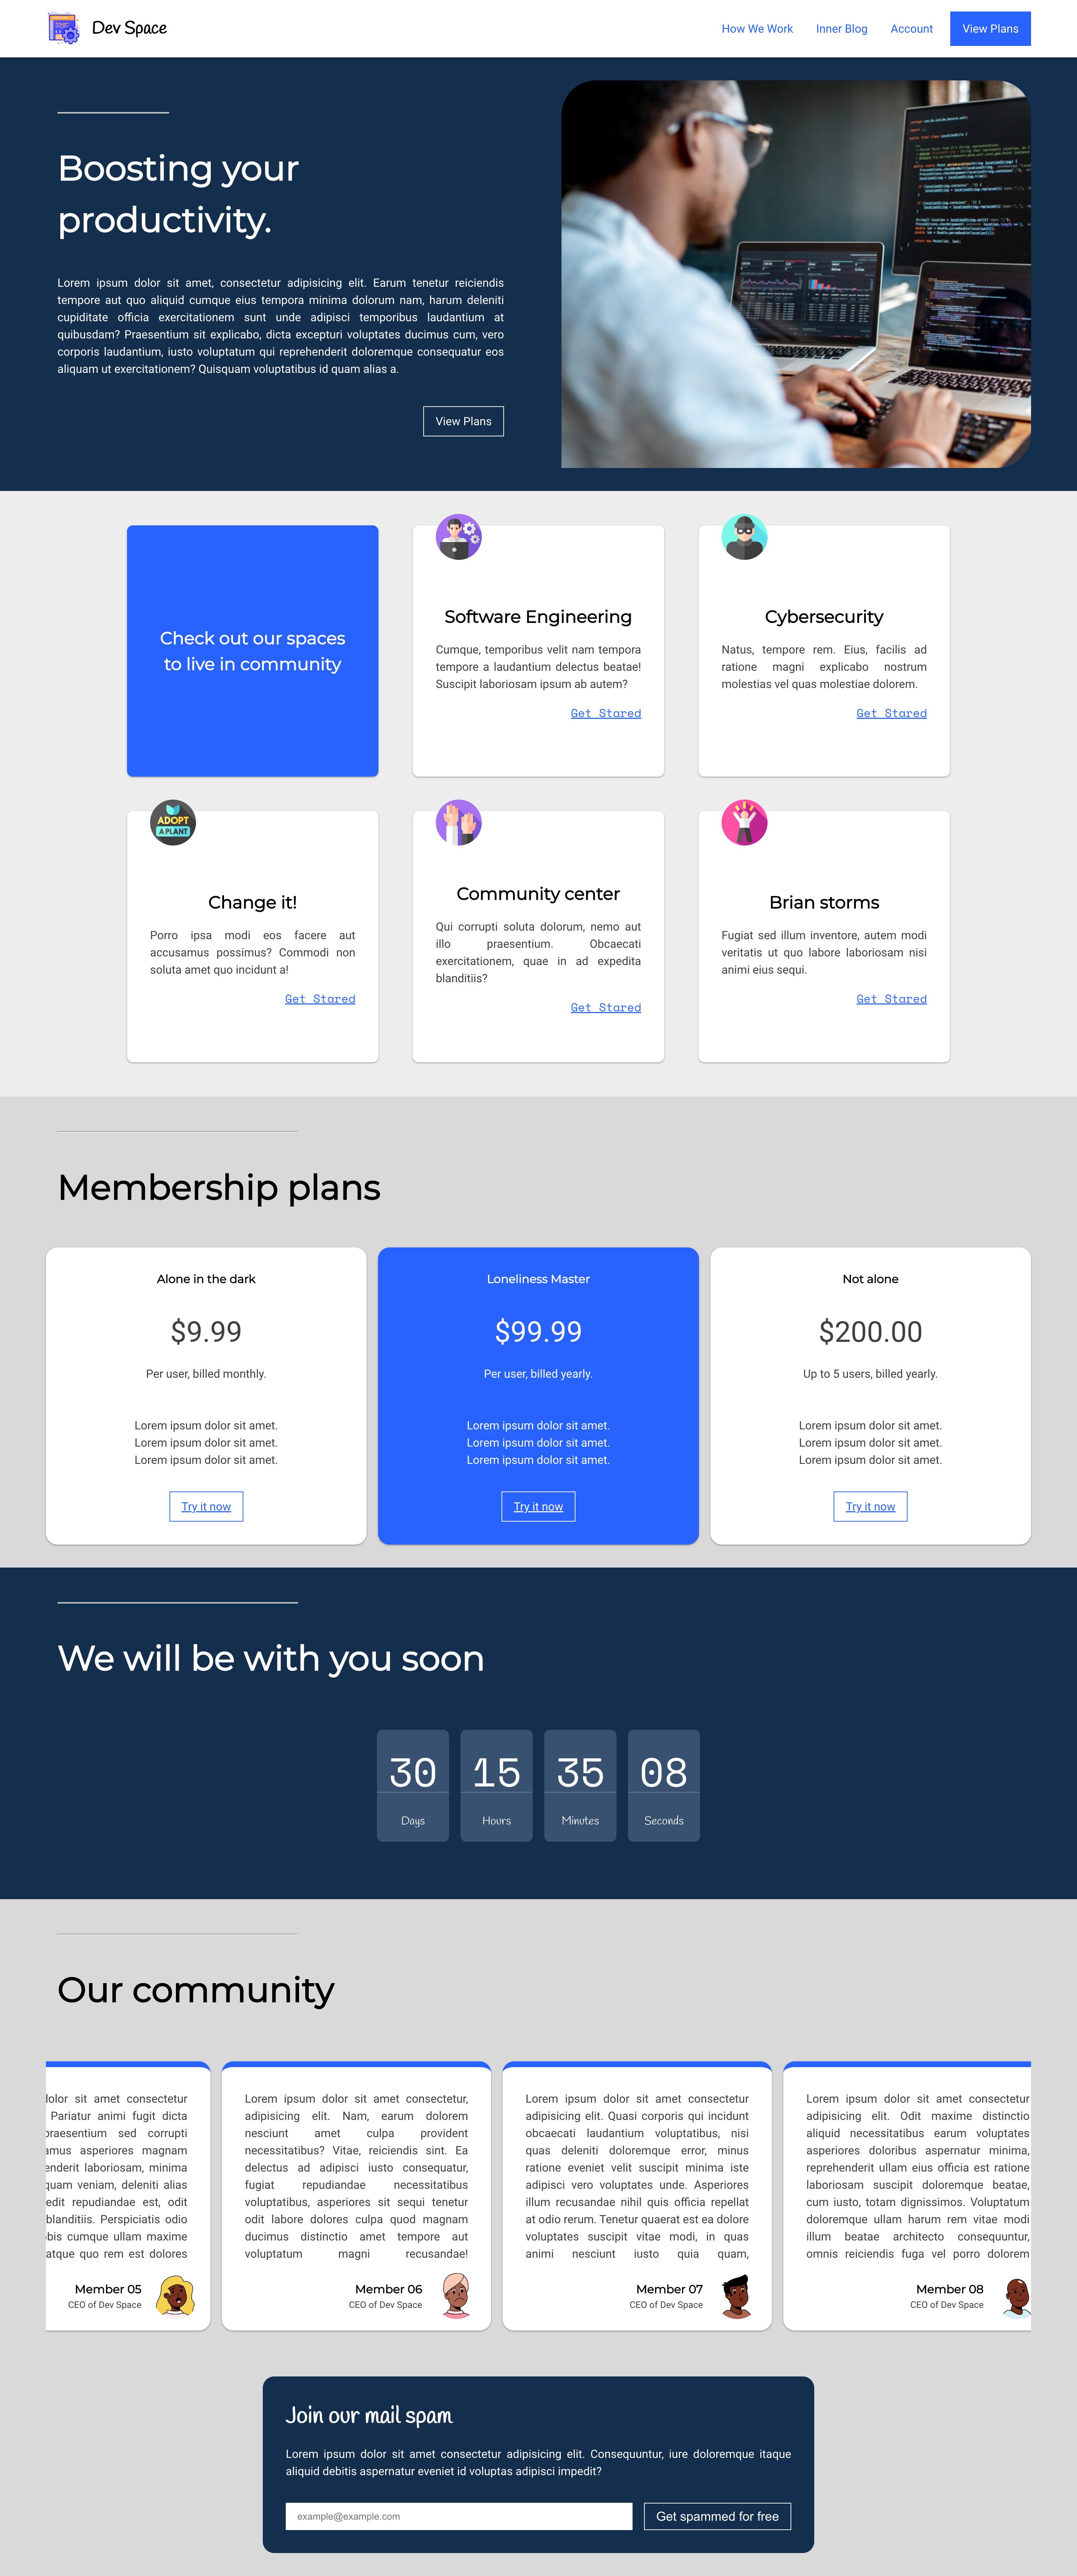 Dev Space
How We Work
Inner Blog
Account
View Plans
Boosting your
productivity.
Lorem ipsum dolor sit amet, consectetur adipisicing elit. Earum tenetur reiciendis
tempore aut quo aliquid cumque eius tempora minima dolorum nam, harum deleniti
cupiditate officia exercitationem sunt unde adipisci temporibus laudantium at
quibusdam? Praesentium sit explicabo, dicta excepturi voluptates ducimus cum, vero
corporis laudantium, iusto voluptatum qui reprehenderit doloremque consequatur eos
aliquam ut exercitationem? Quisquam voluptatibus id quam alias a.
View Plans
Check out our spaces
to live in community
Software Engineering
Cumque, temporibus velit nam tempora
tempore a laudantium delectus beatae!
Suscipit laboriosam ipsum ab autem?
Get Stared
Cybersecurity
Natus, tempore rem. Eius, facilis ad
ratione magni explicabo nostrum
molestias vel quas molestiae dolorem.
Get Stared
ADOPT
A PLANT
Change it!
Porro ipsa modi eos facere aut
accusamus possimus? Commodi non
soluta amet quo incidunt a!
Get Stared
Community center
Qui corrupti soluta dolorum, nemo aut
illo praesentium. Obcaecati
exercitationem, quae in ad expedita
blanditiis?
Get Stared
Brian storms
Fugiat sed illum inventore, autem modi
veritatis ut quo labore laboriosam nisi
animi eius sequi.
Get Stared
Membership plans
Alone in the dark
$9.99
Per user, billed monthly.
Lorem ipsum dolor sit amet.
Lorem ipsum dolor sit amet.
Lorem ipsum dolor sit amet.
Try it now
Loneliness Master
$99.99
Per user, billed yearly.
Lorem ipsum dolor sit amet.
Lorem ipsum dolor sit amet.
Lorem ipsum dolor sit amet.
Try it now
Not alone
$200.00
Up to 5 users, billed yearly.
Lorem ipsum dolor sit amet.
Lorem ipsum dolor sit amet.
Lorem ipsum dolor sit amet.
Try it now
We will be with you soon
30
Days
15
Hours
35
Minutes
08
Seconds
Our community
dolor sit amet consectetur
Pariatur animi fugit dicta
praesentium sed corrupti
asperiores magnam
laboriosam, minima
quam veniam, deleniti alias
repudiandae est, odit
blanditiis. Perspiciatis odio
cumque ullam maxime
atque quo rem est dolores
Member 05
CEO of Dev Space
Lorem ipsum dolor sit amet consectetur,
adipisicing elit. Nam, earum dolorem
nesciunt amet culpa provident
necessitatibus? Vitae, reiciendis sint. Ea
delectus ad adipisci iusto consequatur,
fugiat repudiandae necessitatibus
voluptatibus, asperiores sit sequi tenetur
odit labore dolores culpa quod magnam
ducimus distinctio amet tempore aut
voluptatum magni recusandae!
Member 06
CEO of Dev Space
Lorem ipsum dolor sit amet consectetur
adipisicing elit. Quasi corporis qui incidunt
obcaecati laudantium voluptatibus, nisi
quas deleniti doloremque error, minus
ratione eveniet velit suscipit minima iste
adipisci vero voluptates unde. Asperiores
illum recusandae nihil quis officia repellat
at odio rerum. Tenetur quaerat est ea dolore
voluptates suscipit vitae modi, in quas
animi nesciunt iusto quia quam,
Member 07
CEO of Dev Space
Lorem ipsum dolor sit amet consectetur
adipisicing elit. Odit maxime distinctio
aliquid necessitatibus earum voluptates
asperiores doloribus aspernatur minima,
reprehenderit ullam eius officia est ratione
laboriosam suscipit doloremque beatae,
cum iusto, totam dignissimos. Voluptatum
doloremque ullam harum rem vitae modi
illum beatae architecto consequuntur,
omnis reiciendis fuga vel porro dolorem
Member 08
CEO of Dev Space
Join our mail spam
Lorem ipsum dolor sit amet consectetur adipisicing elit. Consequuntur, iure doloremque itaque
aliquid debitis aspernatur eveniet id voluptas adipisci impedit?
example@example.com
Get spammed for free